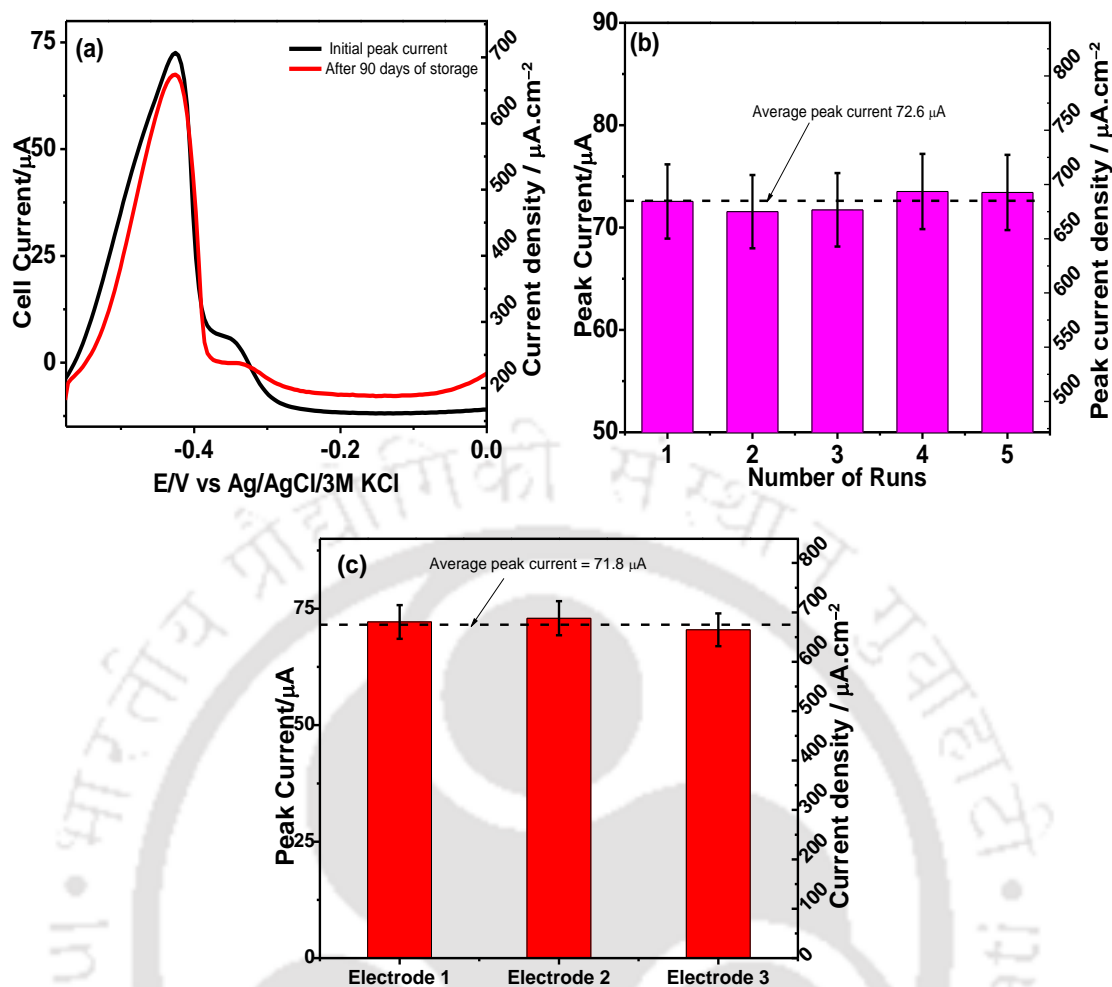 (a)
Initial peak current
After 90 days of storage
Cell Current/μA
75
50
25
0
Current density / μA.cm⁻²
700
600
500
400
300
200
-0.4
-0.2
0.0
E/V vs Ag/AgCl/3M KCl
(b)
Average peak current 72.6 μA
Peak Current/μA
90
80
70
60
50
Peak current density / μA.cm⁻²
800
750
700
650
600
550
500
1 2 3 4 5
Number of Runs
(c)
Average peak current = 71.8 μA
Peak Current/μA
75
50
25
0
Current density / μA.cm⁻²
800
700
600
500
400
300
200
100
0
Electrode 1 Electrode 2 Electrode 3